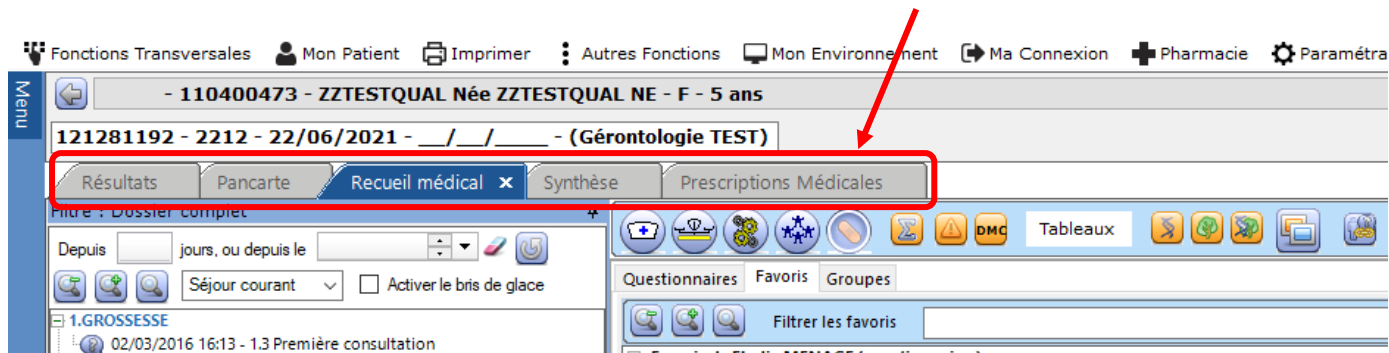 Fonctions Transversales Mon Patient Imprimer Autres Fonctions Mon Environnement Ma Connexion Pharmacie Paramétra
Menu
- 110400473 - ZZTESTQUAL Née ZZTESTQUAL NE - F - 5 ans
121281192 - 2212 - 22/06/2021 - __/__/____ - (Gérontologie TEST)
Résultats Pancarte Recueil médical x Synthèse Prescriptions Médicales
Filtre : Dossier complet
DMC Tableaux
Depuis jours, ou depuis le
Séjour courant Activer le bris de glace
Questionnaires Favoris Groupes
Filtrer les favoris
1.GROSSESSE
02/03/2016 16:13 - 1.3 Première consultation